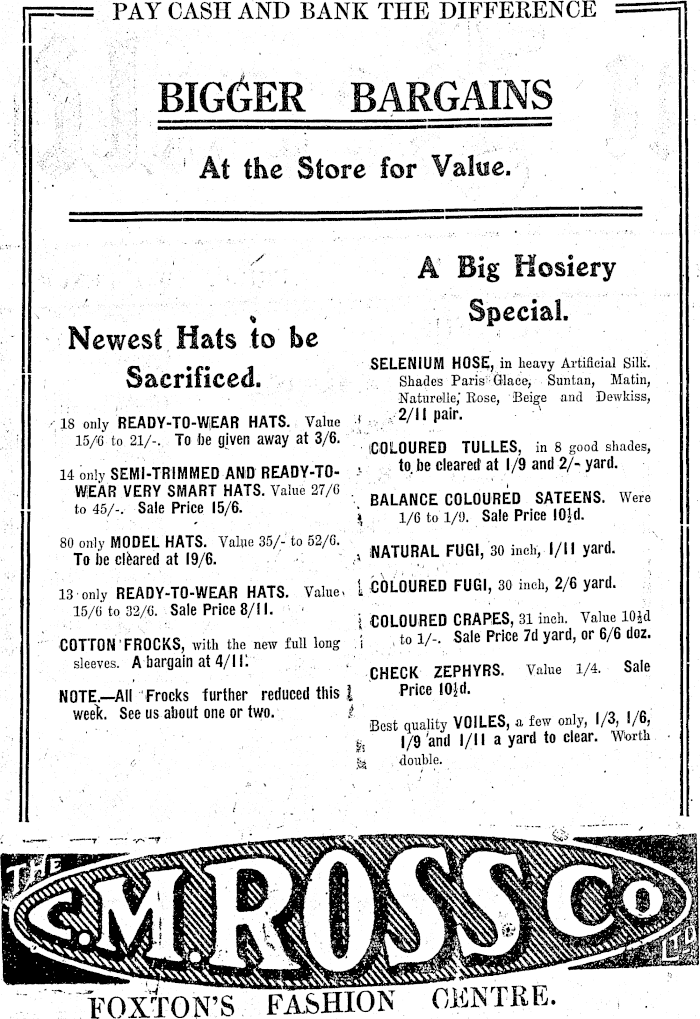 PAY CASH AND BANK THE DIFFERENCE
BIGGER BARGAINS
At the Store for Value.
Newest Hats to be
Sacrificed.
18 only READY-TO-WEAR HATS. Value
15/6 to 21/-. To be given away at 3/6.
14 only SEMI-TRIMMED AND READY-TO-
WEAR VERY SMART HATS. Value 27/6
to 45/-. Sale Price 15/6.
80 only MODEL HATS. Value 35/- to 52/6.
To be cleared at 19/6.
13 only READY-TO-WEAR HATS. Value
15/6 to 32/6. Sale Price 8/11.
COTTON FROCKS, with the new full long
sleeves. A bargain at 4/11.
NOTE.—All Frocks further reduced this
week. See us about one or two.
A Big Hosiery
Special.
SELENIUM HOSE, in heavy Artificial Silk.
Shades Paris Glace, Suntan, Matin,
Naturelle, Rose, Beige and Dewkiss,
2/11 pair.
COLOURED TULLES, in 8 good shades,
to be cleared at 1/9 and 2/- yard.
BALANCE COLOURED SATEENS. Were
1/6 to 1/9. Sale Price 10½d.
NATURAL FUGI, 30 inch, 1/11 yard.
COLOURED FUGI, 30 inch, 2/6 yard.
COLOURED CRAPES, 31 inch. Value 10½d
to 1/-. Sale Price 7d yard, or 6/6 doz.
CHECK ZEPHYRS. Value 1/4. Sale
Price 10½d.
Best quality VOILES, a few only, 1/3, 1/6,
1/9 and 1/11 a yard to clear. Worth
double.
THE
C.M. ROSS Co
LTD
FOXTON'S FASHION CENTRE.